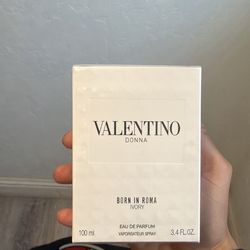 VALENTINO
DONNA
BORN IN ROMA
IVORY
EAU DE PARFUM
100 ml VAPORISATEUR SPRAY 3.4 FL.OZ.